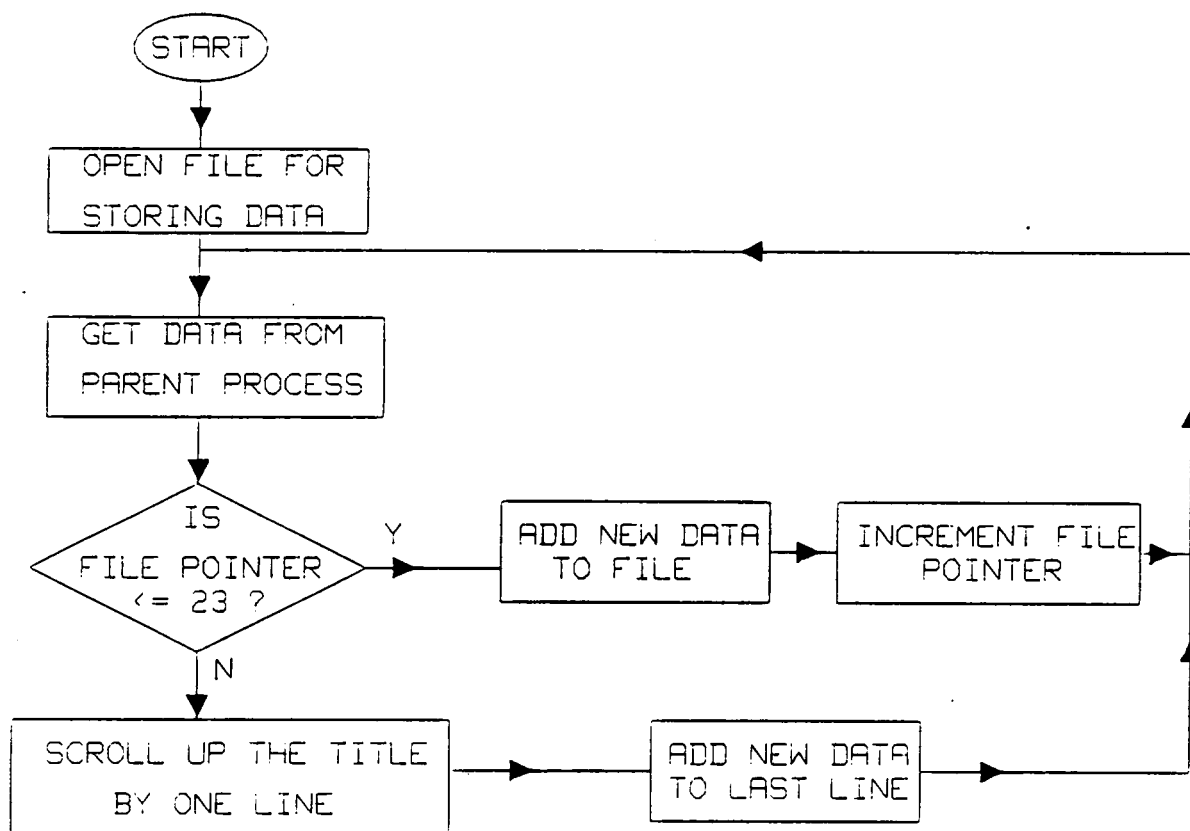 START
OPEN FILE FOR
STORING DATA
GET DATA FROM
PARENT PROCESS
IS
FILE POINTER
<= 23 ?
Y
ADD NEW DATA
TO FILE
INCREMENT FILE
POINTER
N
SCROLL UP THE TITLE
BY ONE LINE
ADD NEW DATA
TO LAST LINE